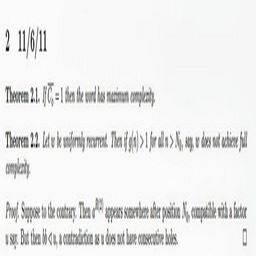 2 11/6/11
Theorem 2.1. If C_n = 1 then the word has maximum complexity.
Theorem 2.2. Let w be uniformly recurrent. Then if g(n) > 1 for all n > N_0, say, w does not achieve full
complexity.
Proof. Suppose to the contrary. Then appears somewhere after position N_0, compatible with a factor
u say. But then bb < u, a contradiction as u does not have consecutive holes. □